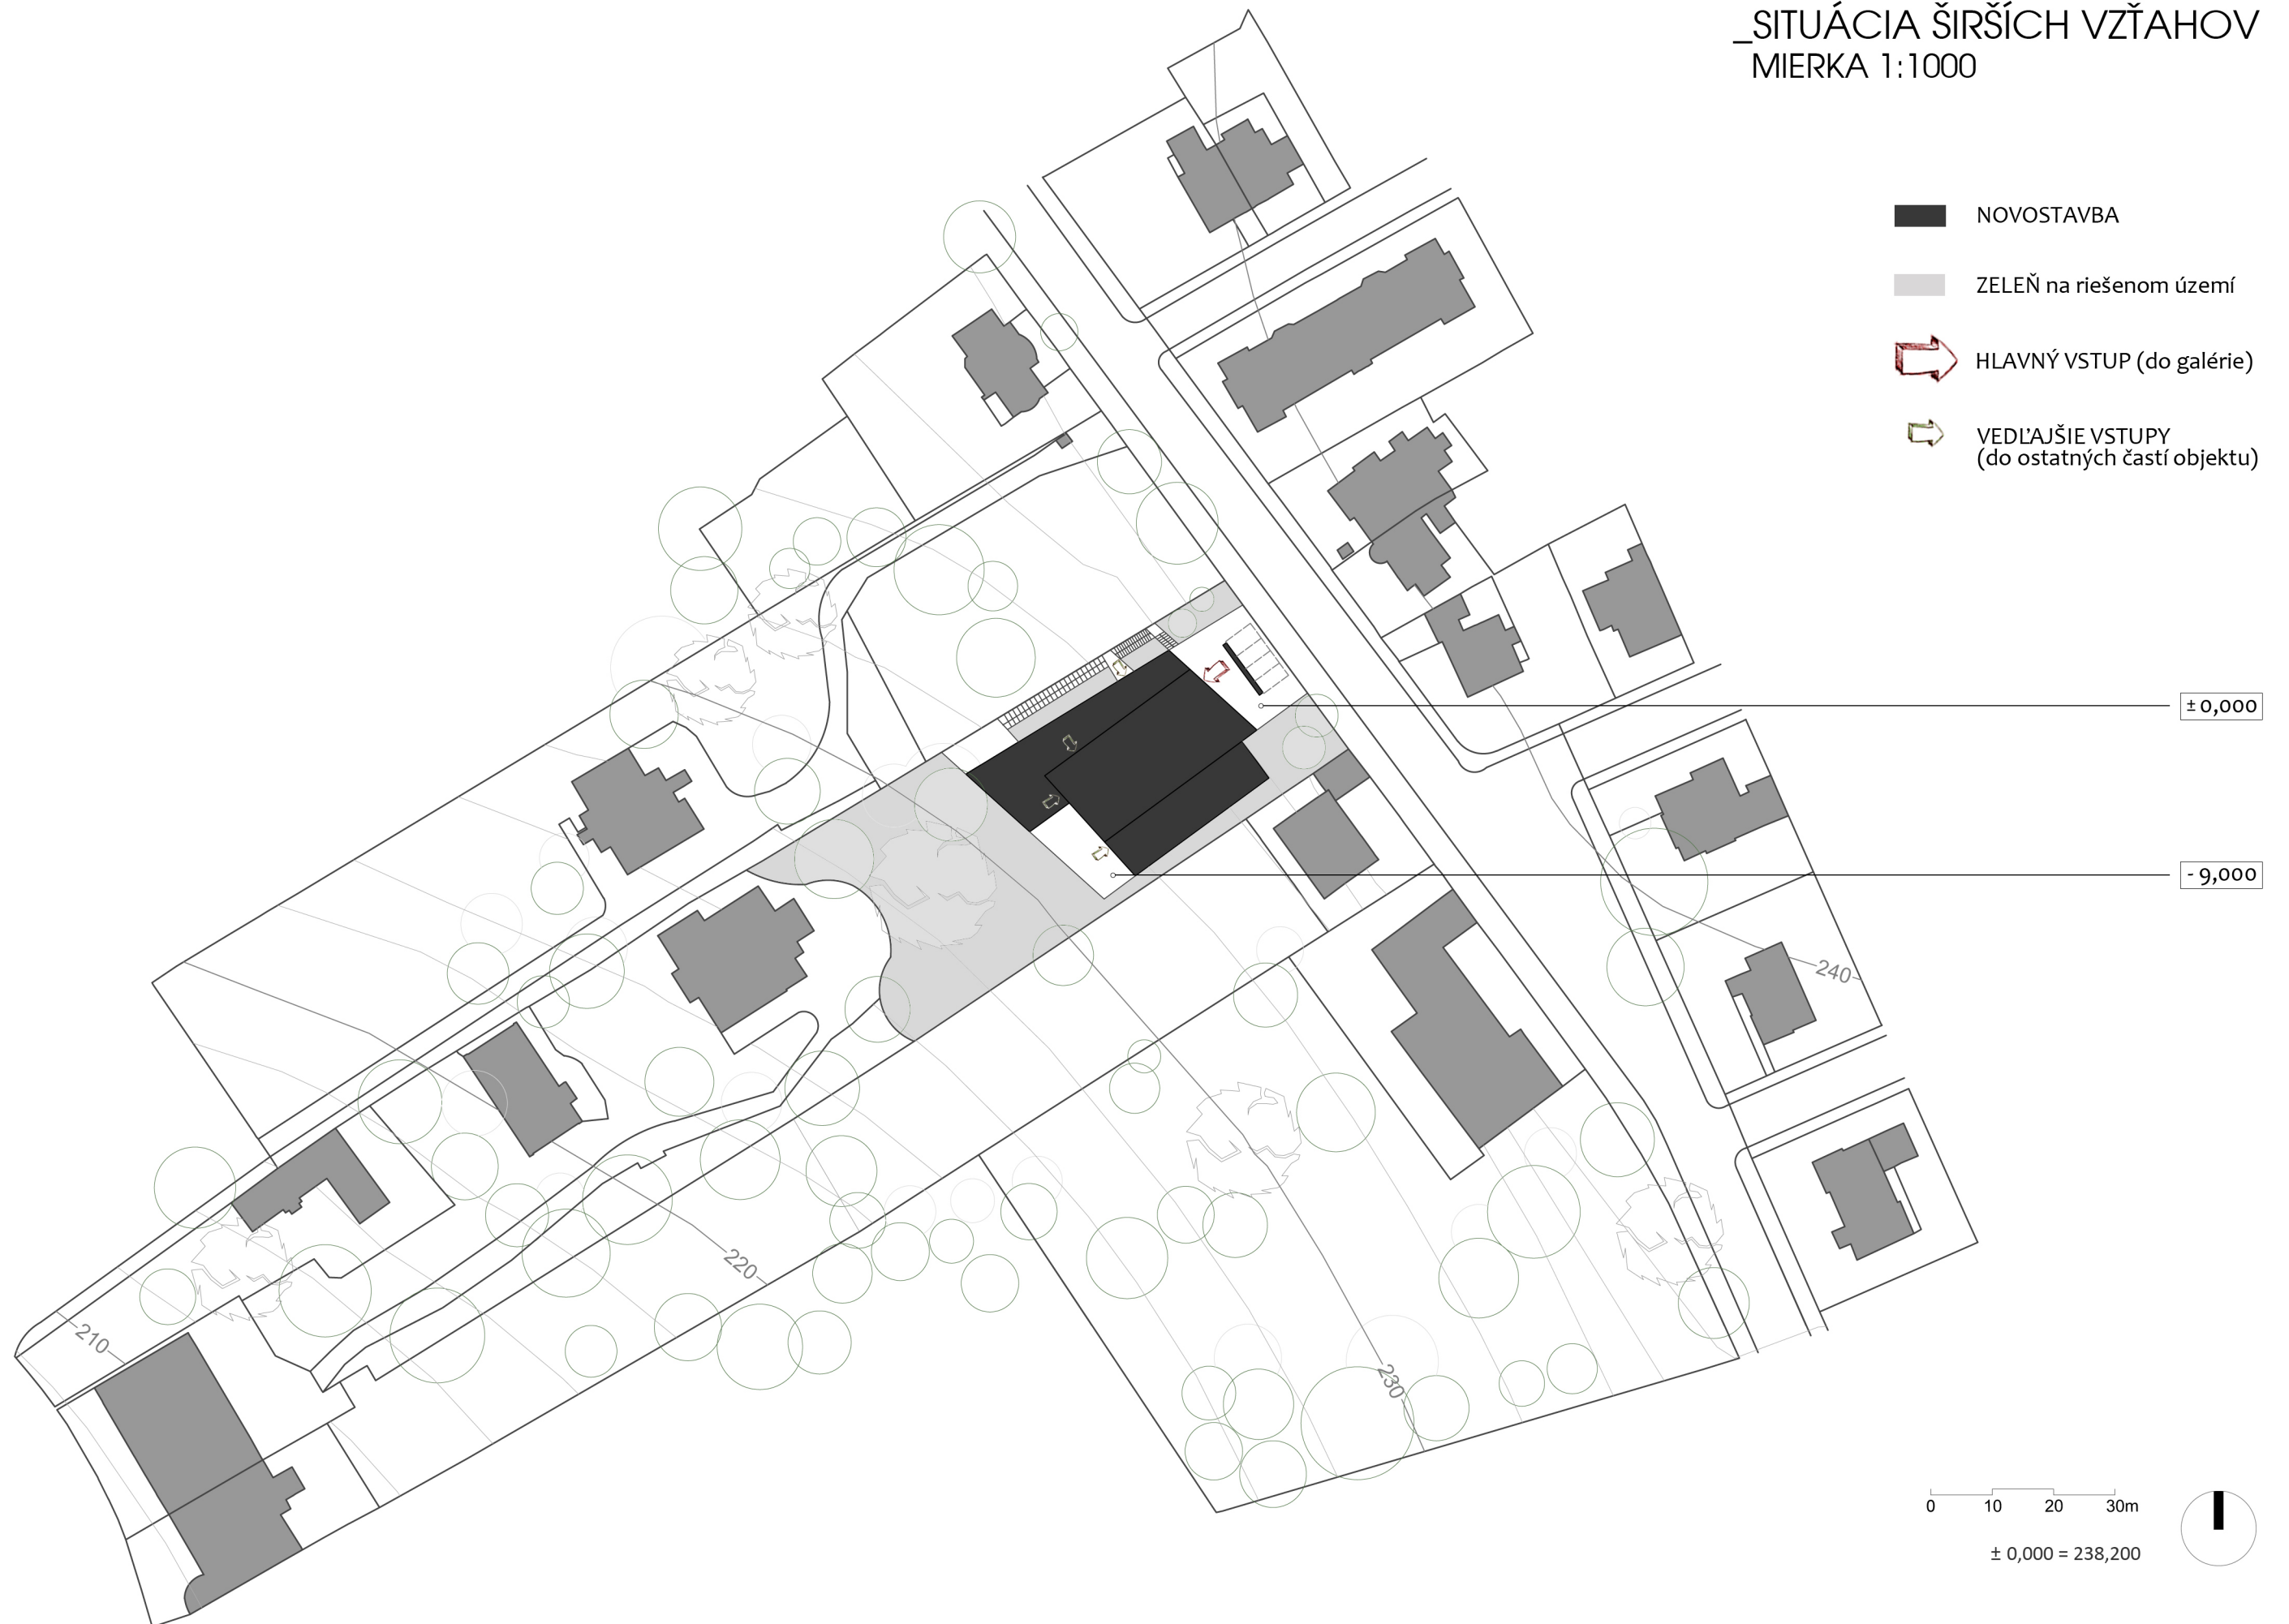 _SITUÁCIA ŠIRŠÍCH VZŤAHOV
MIERKA 1:1000
NOVOSTAVBA
ZELEŇ na riešenom území
HLAVNÝ VSTUP (do galérie)
VEDĽAJŠIE VSTUPY
(do ostatných častí objektu)
± 0,000
- 9,000
240
220
210
230
0 10 20 30m
± 0,000 = 238,200